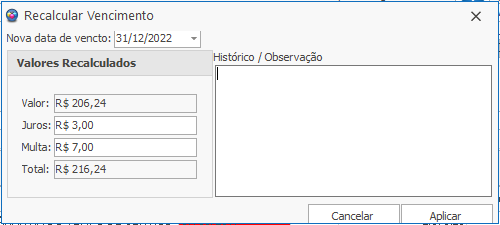 Recalcular Vencimento
Nova data de vencto: 31/12/2022
Valores Recalculados
Histórico / Observação
Valor: R$ 206,24
Juros: R$ 3,00
Multa: R$ 7,00
Total: R$ 216,24
Cancelar
Aplicar